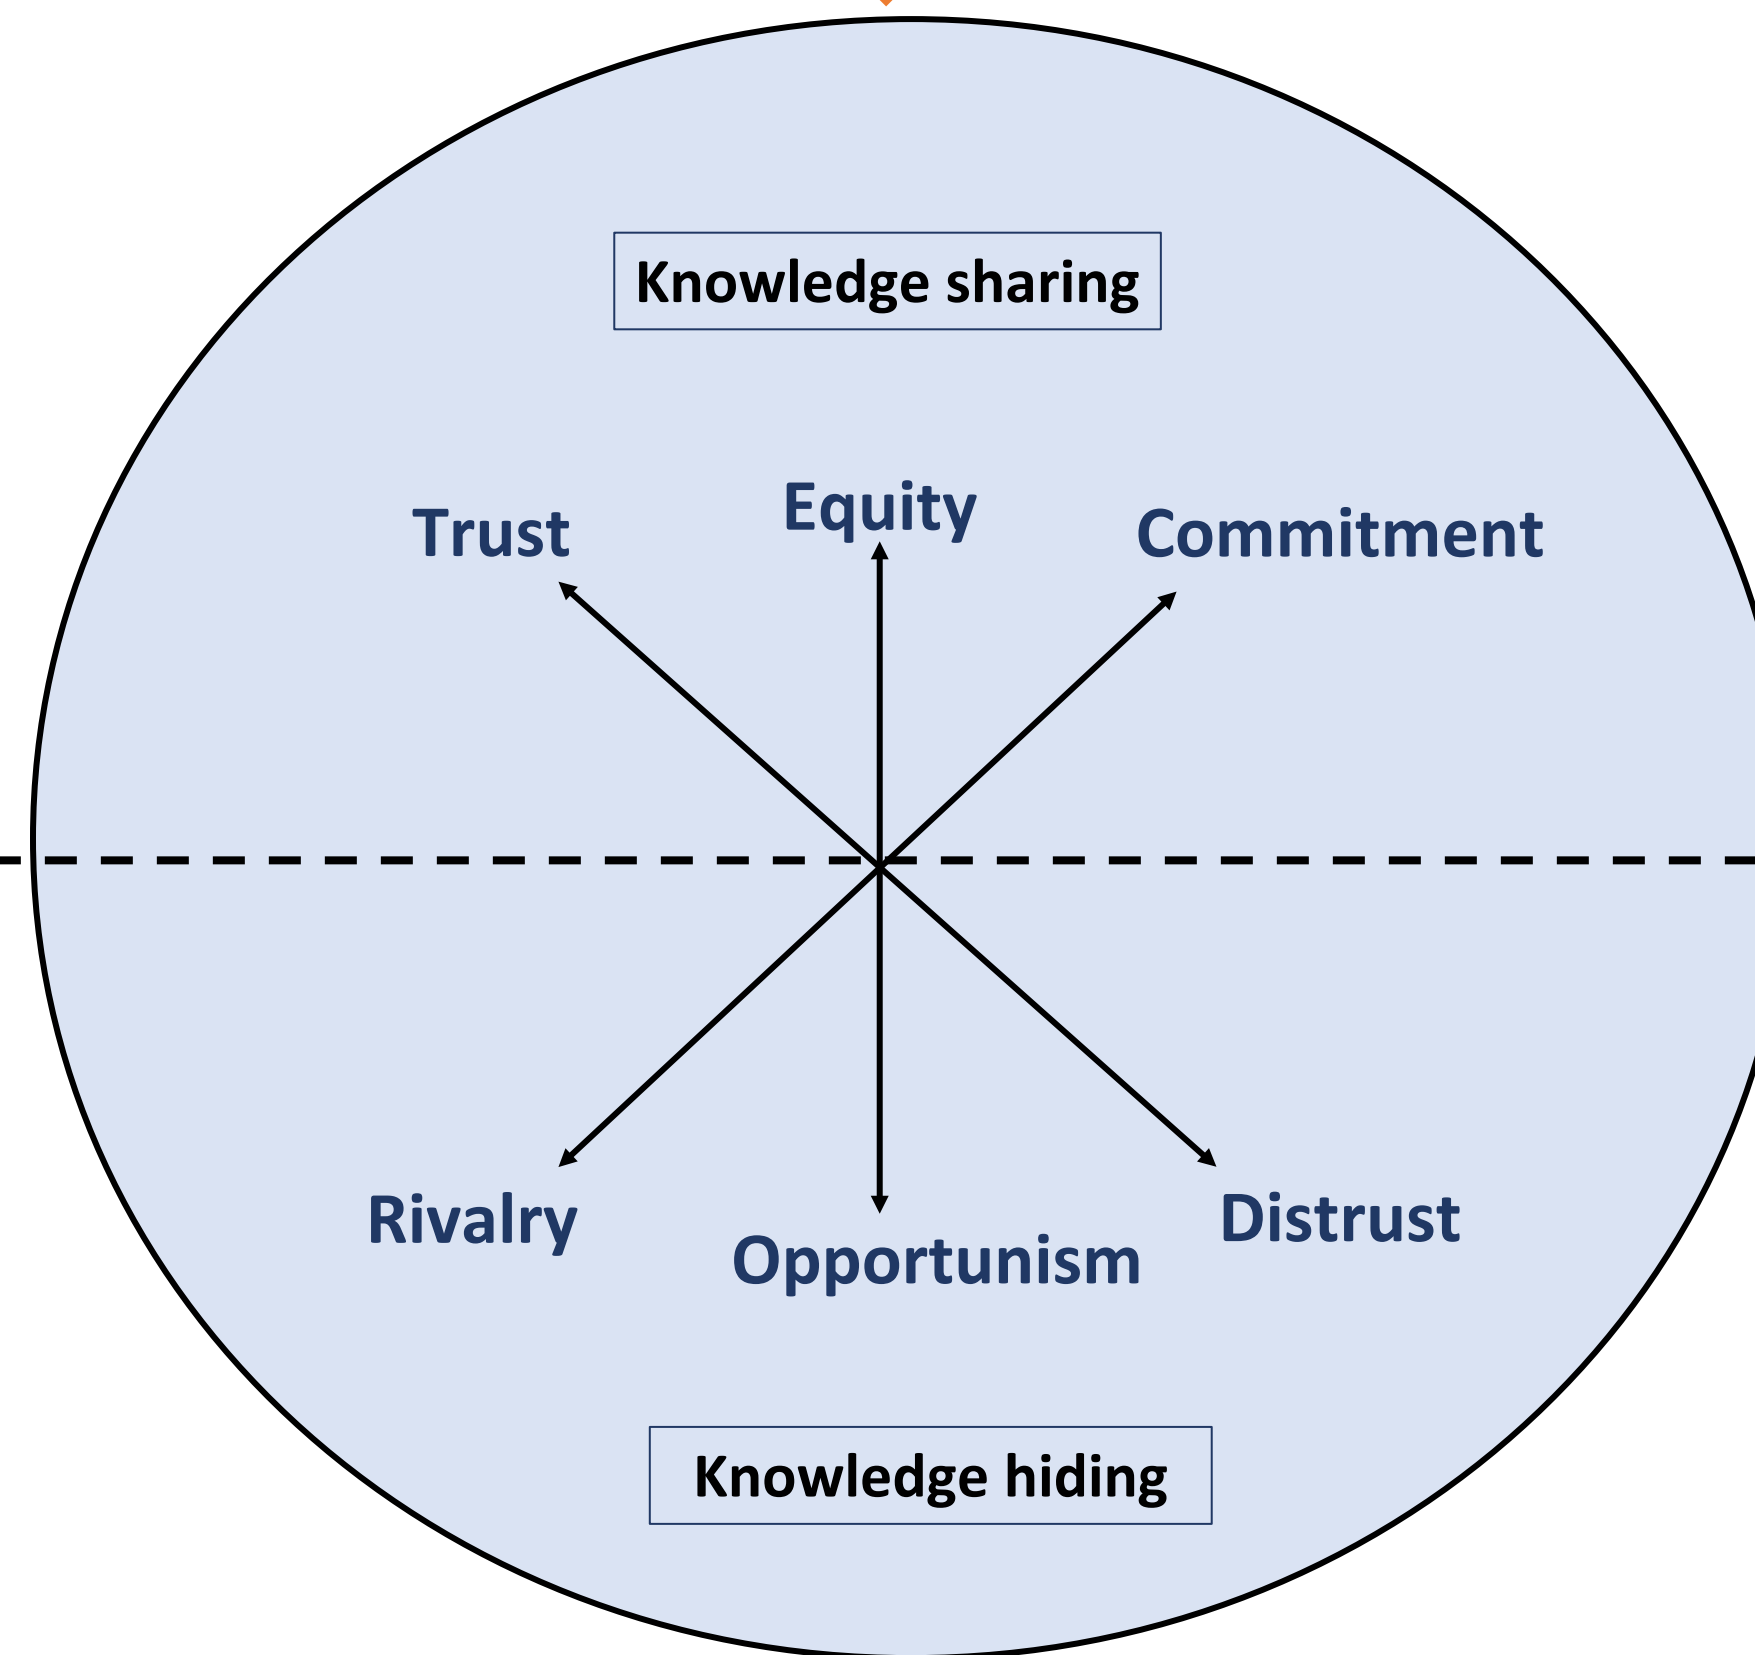 Knowledge sharing
Trust
Equity
Commitment
Rivalry
Opportunism
Distrust
Knowledge hiding